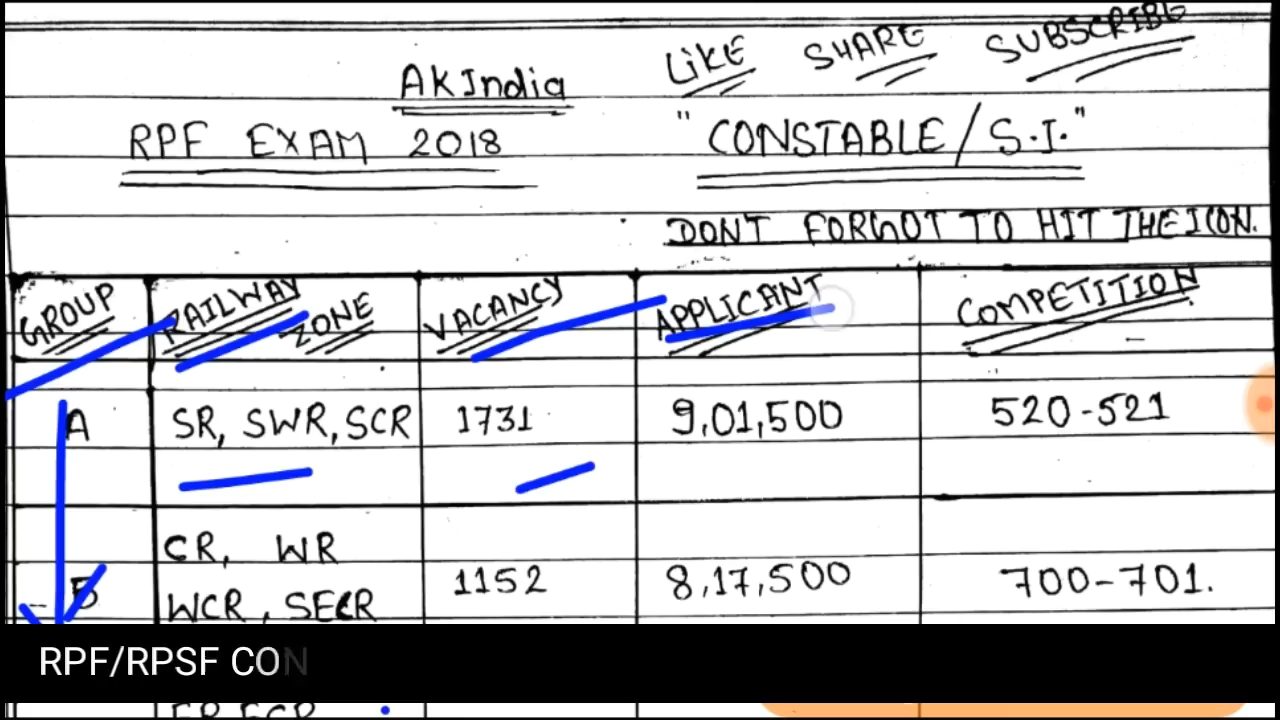 LIKE SHARE SUBSCRIBE
AKIndia
RPF EXAM 2018 "CONSTABLE/S.I."
DONT FORGOT TO HIT THE ICON.
GROUP RAILWAY ZONE VACANCY APPLICANT COMPETITION
A SR, SWR, SCR 1731 9,01,500 520-521
CR, WR
B WCR, SECR 1152 8,17,500 700-701.
RPF/RPSF CON